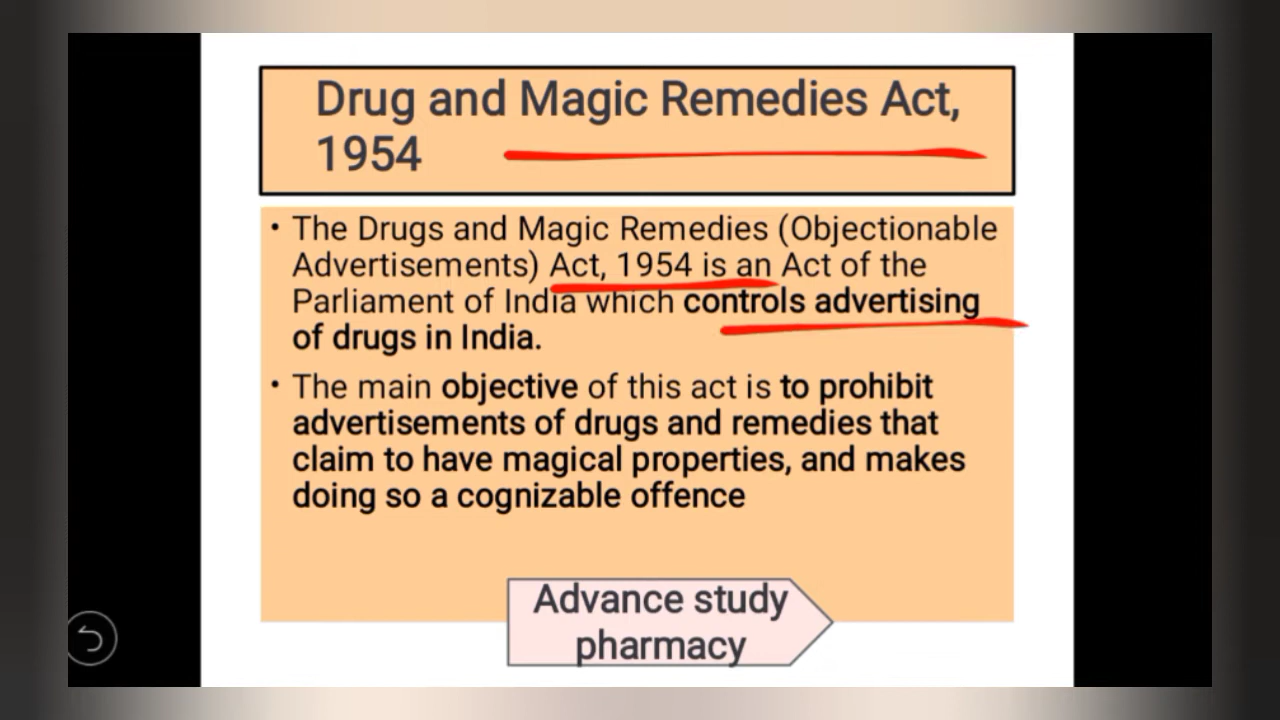 Drug and Magic Remedies Act,
1954
• The Drugs and Magic Remedies (Objectionable
Advertisements) Act, 1954 is an Act of the
Parliament of India which controls advertising
of drugs in India.
• The main objective of this act is to prohibit
advertisements of drugs and remedies that
claim to have magical properties, and makes
doing so a cognizable offence
Advance study
pharmacy